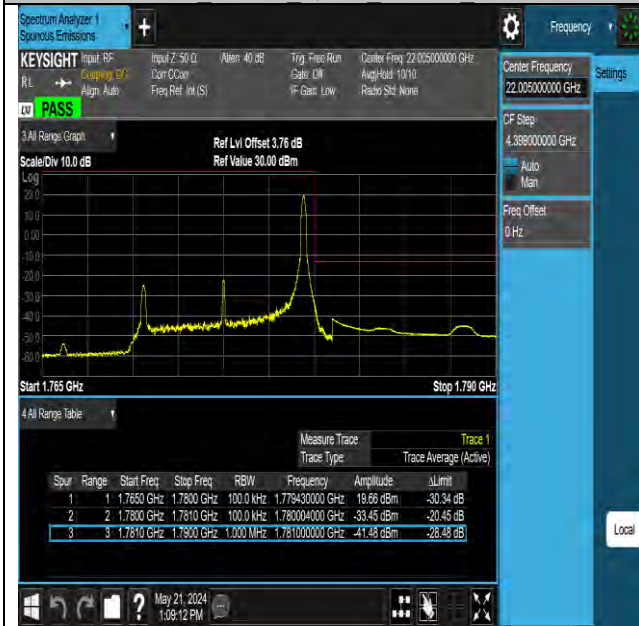 Spectrum Analyzer 1
Spurious Emissions
Frequency
KEYSIGHT Input: RF Input Z: 50 Ω Atten: 40 dB Trig: Free Run Center Freq: 22.005000000 GHz
RL Coupling: DC Corr CCorr Gate: Off Avg|Hold: 10/10
Align: Auto Freq Ref: Int (S) IF Gain: Low Radio Std: None
LXI PASS
Center Frequency
22.005000000 GHz
Settings
CF Step
4.398000000 GHz
Auto
Man
Freq Offset
0 Hz
3 All Range Graph
Ref Lvl Offset 3.76 dB
Scale/Div 10.0 dB Ref Value 30.00 dBm
Log
20.0
10.0
0.00
-10.0
-20.0
-30.0
-40.0
-50.0
-60.0
Start 1.765 GHz Stop 1.790 GHz
4 All Range Table
Measure Trace Trace 1
Trace Type Trace Average (Active)
Spur Range Start Freq Stop Freq RBW Frequency Amplitude ΔLimit
1 1 1.7650 GHz 1.7800 GHz 100.0 kHz 1.779430000 GHz 19.66 dBm -30.34 dB
2 2 1.7800 GHz 1.7810 GHz 100.0 kHz 1.780004000 GHz -33.45 dBm -20.45 dB
3 3 1.7810 GHz 1.7900 GHz 1.000 MHz 1.781000000 GHz -41.48 dBm -28.48 dB
Local
May 21, 2024
1:09:12 PM